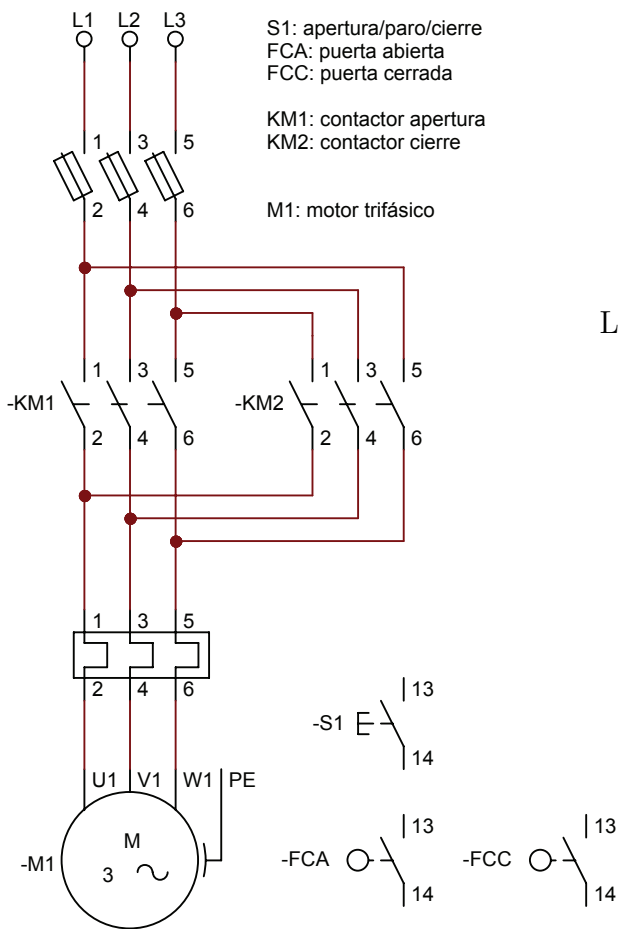 L1 L2 L3
S1: apertura/paro/cierre
FCA: puerta abierta
FCC: puerta cerrada
KM1: contactor apertura
KM2: contactor cierre
M1: motor trifásico
1 3 5
2 4 6
L
1 3 5 1 3 5
-KM1 -KM2
2 4 6 2 4 6
1 3 5
2 4 6
13
-S1
14
U1 V1 W1 PE
M
3
-M1
13 13
-FCA -FCC
14 14